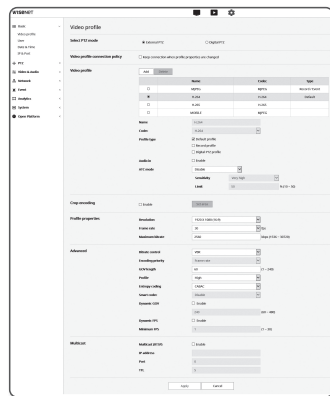 WISENET
Basic
Video profile
User
Date & Time
IP & Port
PTZ
Video & Audio
Network
Event
Analytics
System
Open Platform
Video profile
Select PTZ mode
External PTZ
Digital PTZ
Video profile connection policy
Keep connection when profile properties are changed
Video profile
Add
Delete
Name Codec Type
MJPEG MJPEG Record / Event
H.264 H.264 Default
H.265 H.265
MOBILE MJPEG
Name H.264
Codec H.264
Profile type Default profile
Record profile
Digital PTZ profile
Audio in Enable
ATC mode Disable
Sensitivity Very high
Limit
Crop encoding Enable
Profile properties
Resolution
Frame rate fps
Maximum bitrate
Advanced
Bitrate control VBR
Encoding priority Frame rate
GOV length 60
Profile High
Entropy coding CABAC
Smart codec Disable
Dynamic GOV Enable
Dynamic FPS Enable
Minimum FPS
Multicast
Multicast (RTSP) Enable
IP address
Port
TTL
Apply
Cancel